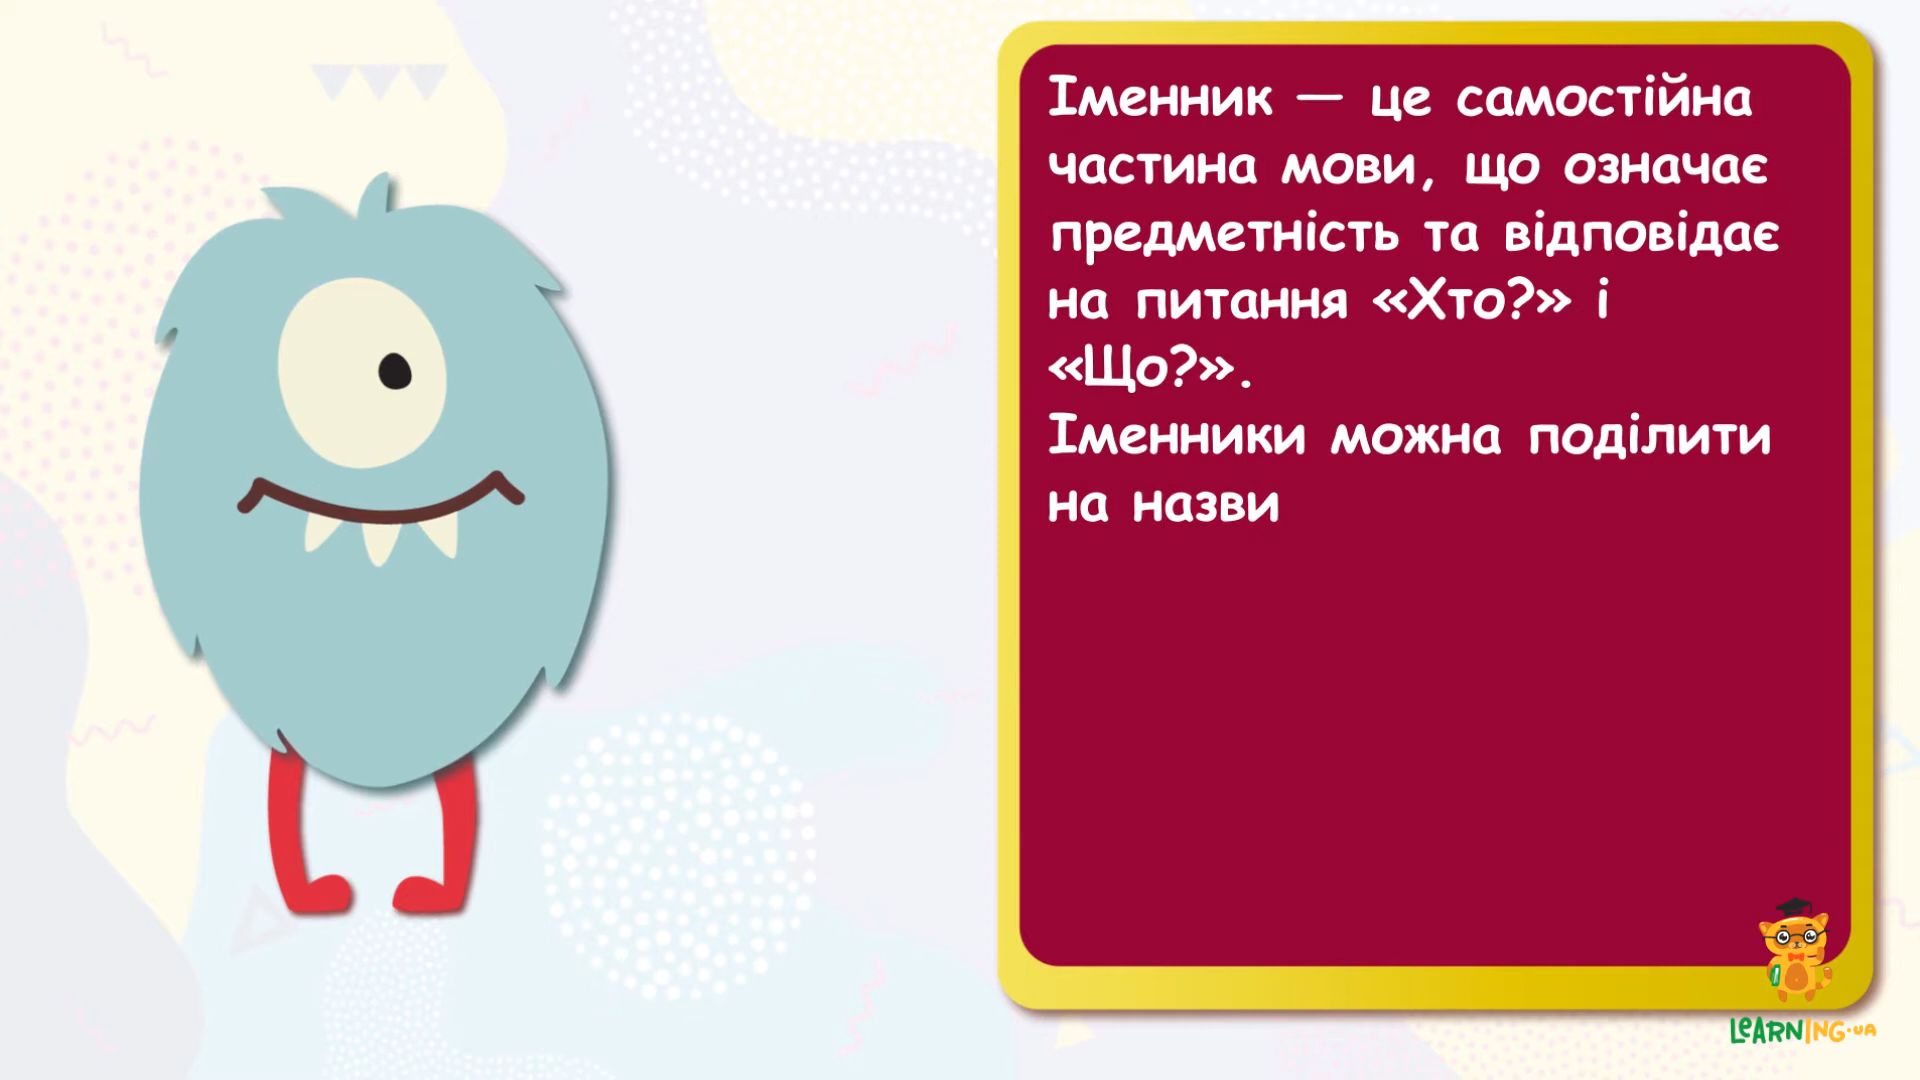 Іменник — це самостійна
частина мови, що означає
предметність та відповідає
на питання «Хто?» і
«Що?».
Іменники можна поділити
на назви
LEARNING.UA